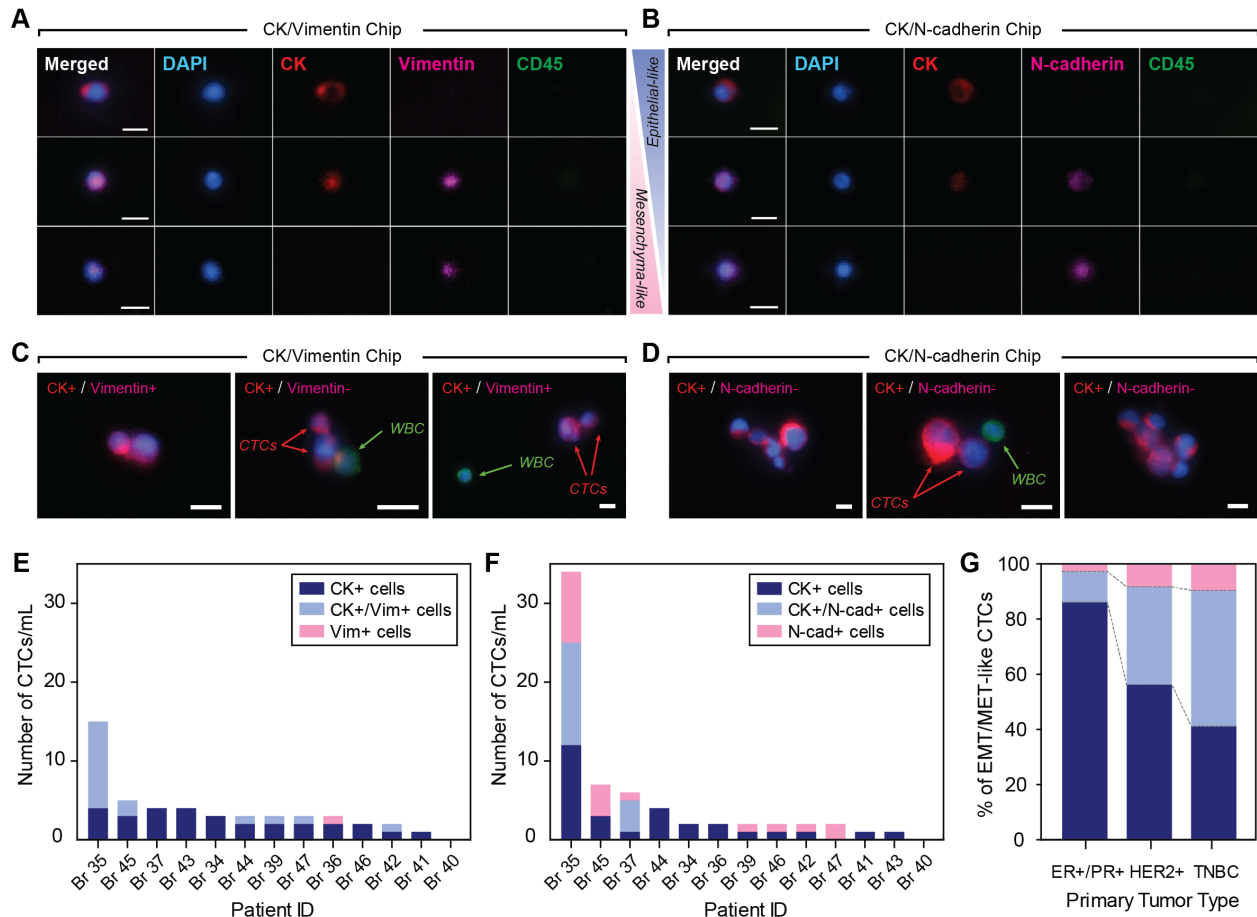 A
CK/Vimentin Chip
Merged DAPI CK Vimentin CD45
Epithelial-like
Mesenchyma-like
B
CK/N-cadherin Chip
Merged DAPI CK N-cadherin CD45
C
CK/Vimentin Chip
CK+ / Vimentin+
CK+ / Vimentin-
CTCs
WBC
CK+ / Vimentin+
WBC
CTCs
D
CK/N-cadherin Chip
CK+ / N-cadherin-
CK+ / N-cadherin-
CTCs
WBC
CK+ / N-cadherin-
E
Number of CTCs/mL
30
20
10
0
CK+ cells
CK+/Vim+ cells
Vim+ cells
Br 35 Br 45 Br 37 Br 43 Br 34 Br 44 Br 39 Br 47 Br 36 Br 46 Br 42 Br 41 Br 40
Patient ID
F
Number of CTCs/mL
30
20
10
0
CK+ cells
CK+/N-cad+ cells
N-cad+ cells
Br 35 Br 45 Br 37 Br 44 Br 34 Br 36 Br 39 Br 46 Br 42 Br 47 Br 41 Br 43 Br 40
Patient ID
G
% of EMT/MET-like CTCs
100
80
60
40
20
0
ER+/PR+ HER2+ TNBC
Primary Tumor Type